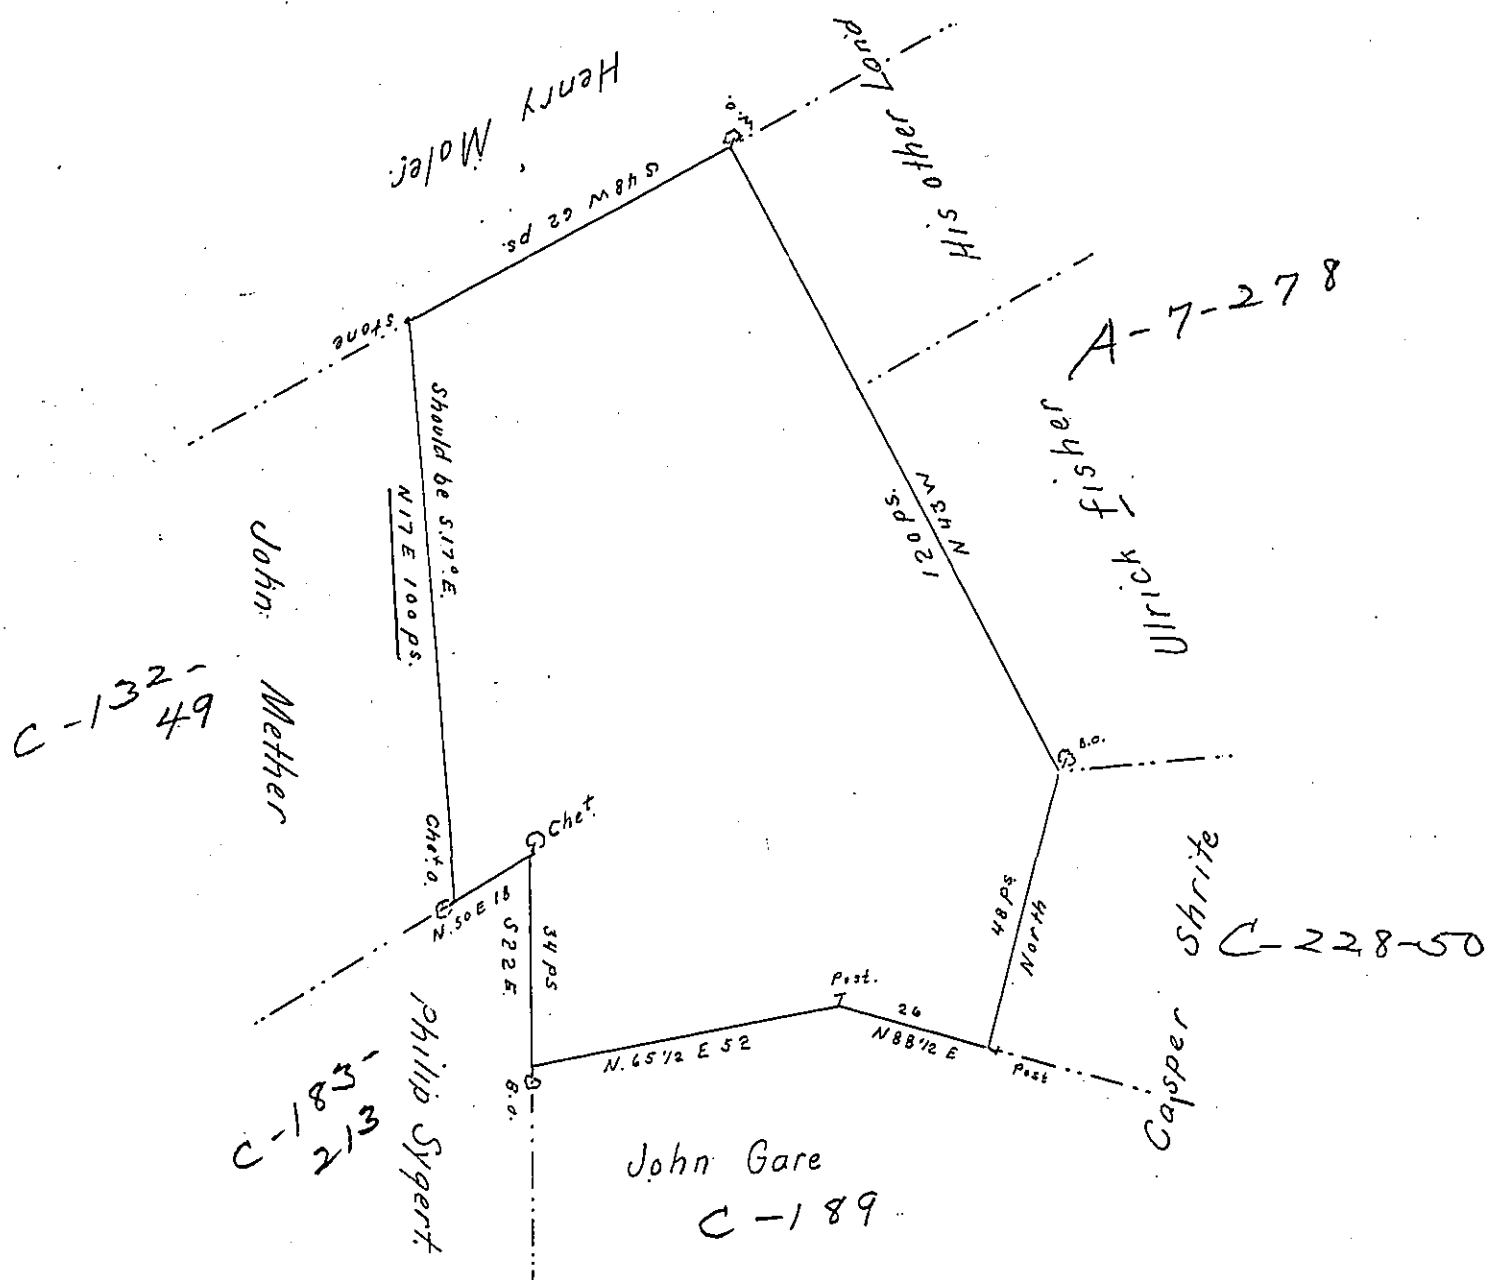 Henry Maler.
His other Land
W.O.
S 48 W 62 ps.
stone
A-7-278
Ulrick Fisher
N 43 W
120 ps.
Should be S.17° E.
N 17 E 100 ps.
John Mether
C-132-
49
B.O.
Chet.
Chet.O.
N. 50 E 18
34 ps
S 22 E
48 ps.
North
Casper Shrite
C-228-50
Post.
26
N 88 1/2 E
Post
N. 65 1/2 E 52
B.O.
Philip Sygert.
C-183-
213
John Gare
C-189